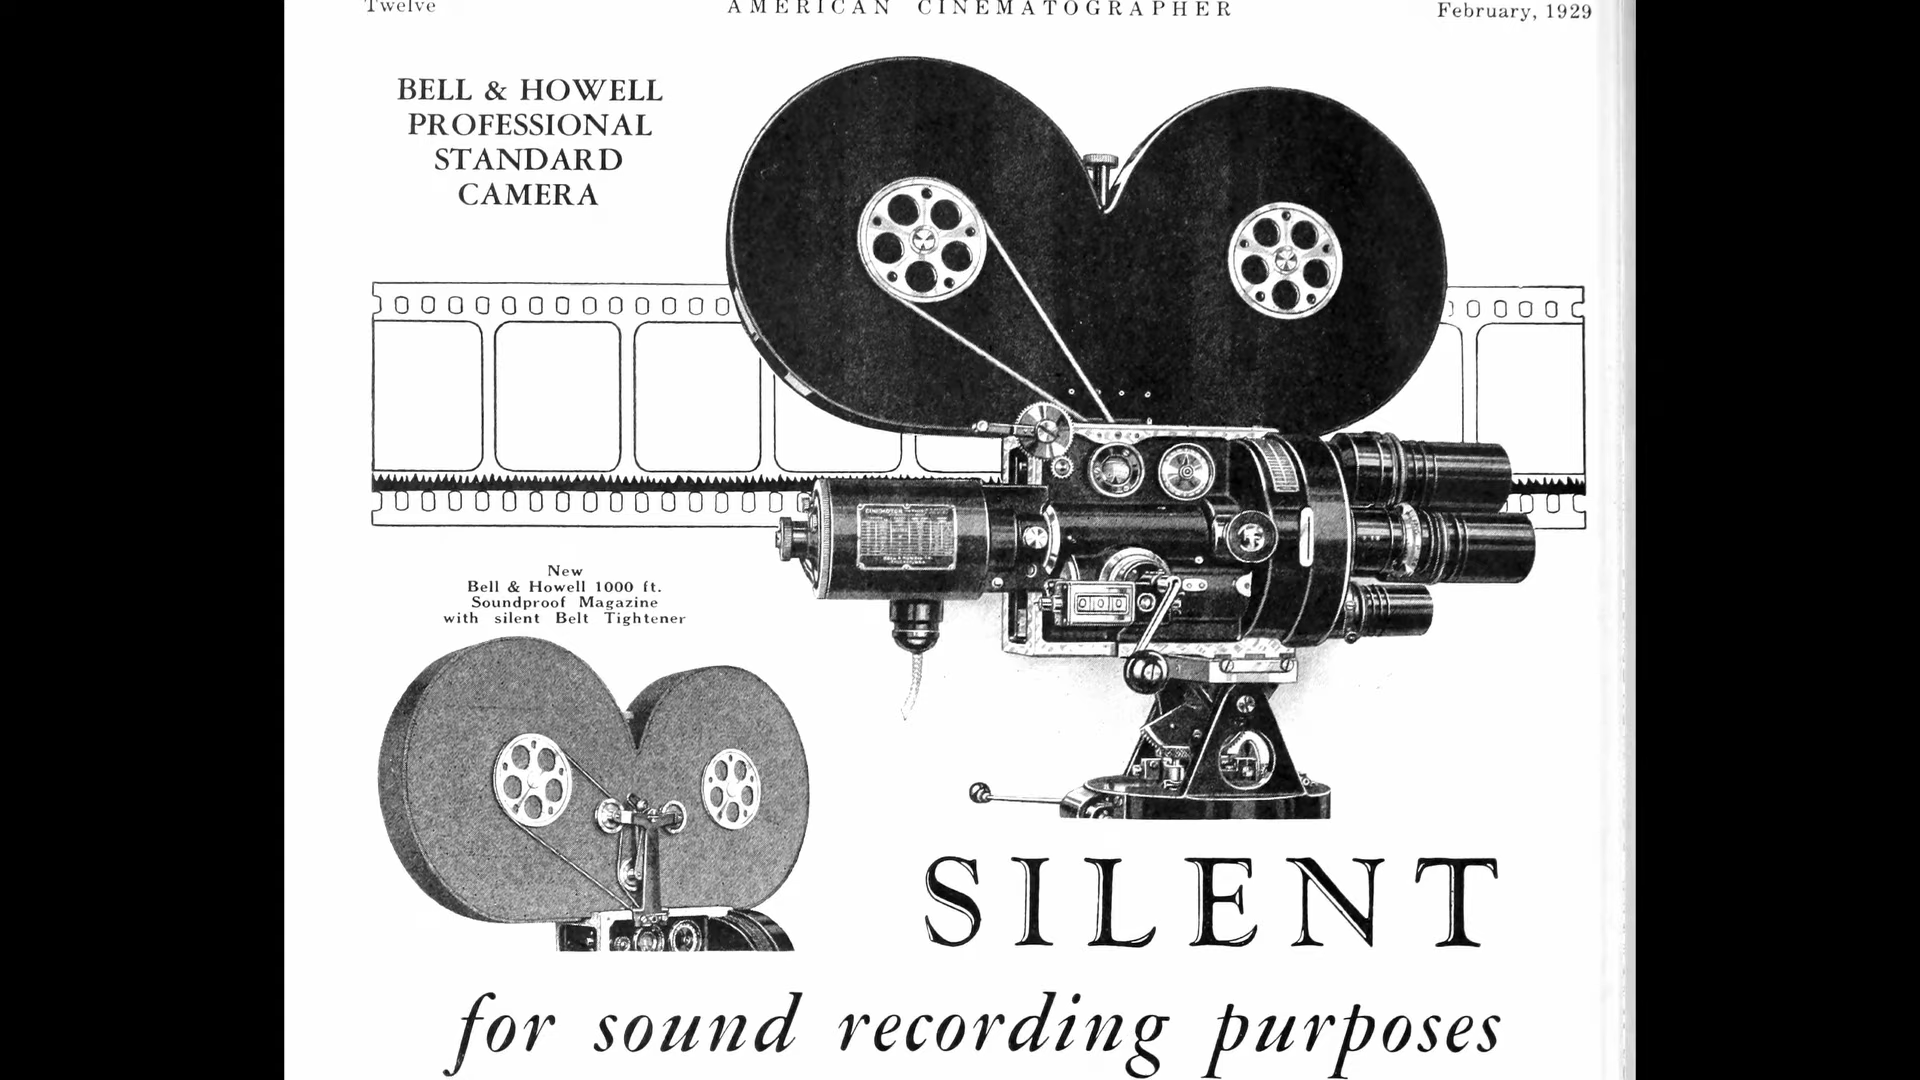 Twelve
AMERICAN CINEMATOGRAPHER
February, 1929
BELL & HOWELL
PROFESSIONAL
STANDARD
CAMERA
CINEMOTOR
New
Bell & Howell 1000 ft.
Soundproof Magazine
with silent Belt Tightener
SILENT
for sound recording purposes